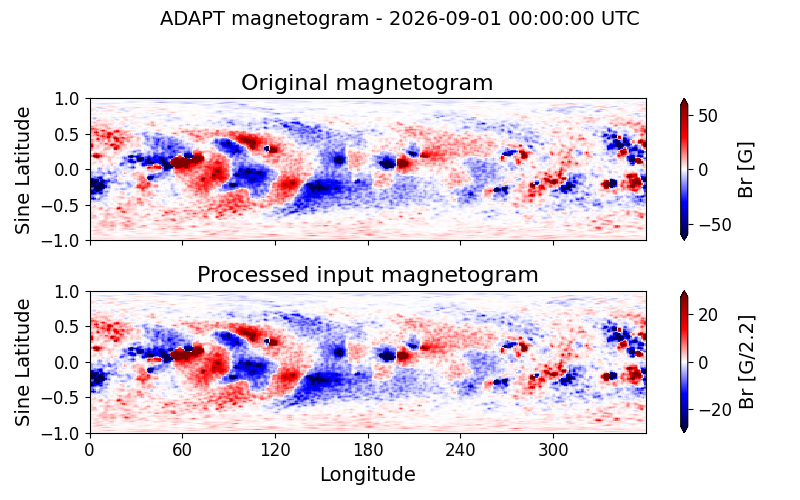 ADAPT magnetogram - 2026-09-01 00:00:00 UTC
Original magnetogram
1.0
0.5
0.0
−0.5
−1.0
Sine Latitude
50
0
−50
Br [G]
Processed input magnetogram
1.0
0.5
0.0
−0.5
−1.0
Sine Latitude
20
0
−20
Br [G/2.2]
0 60 120 180 240 300
Longitude